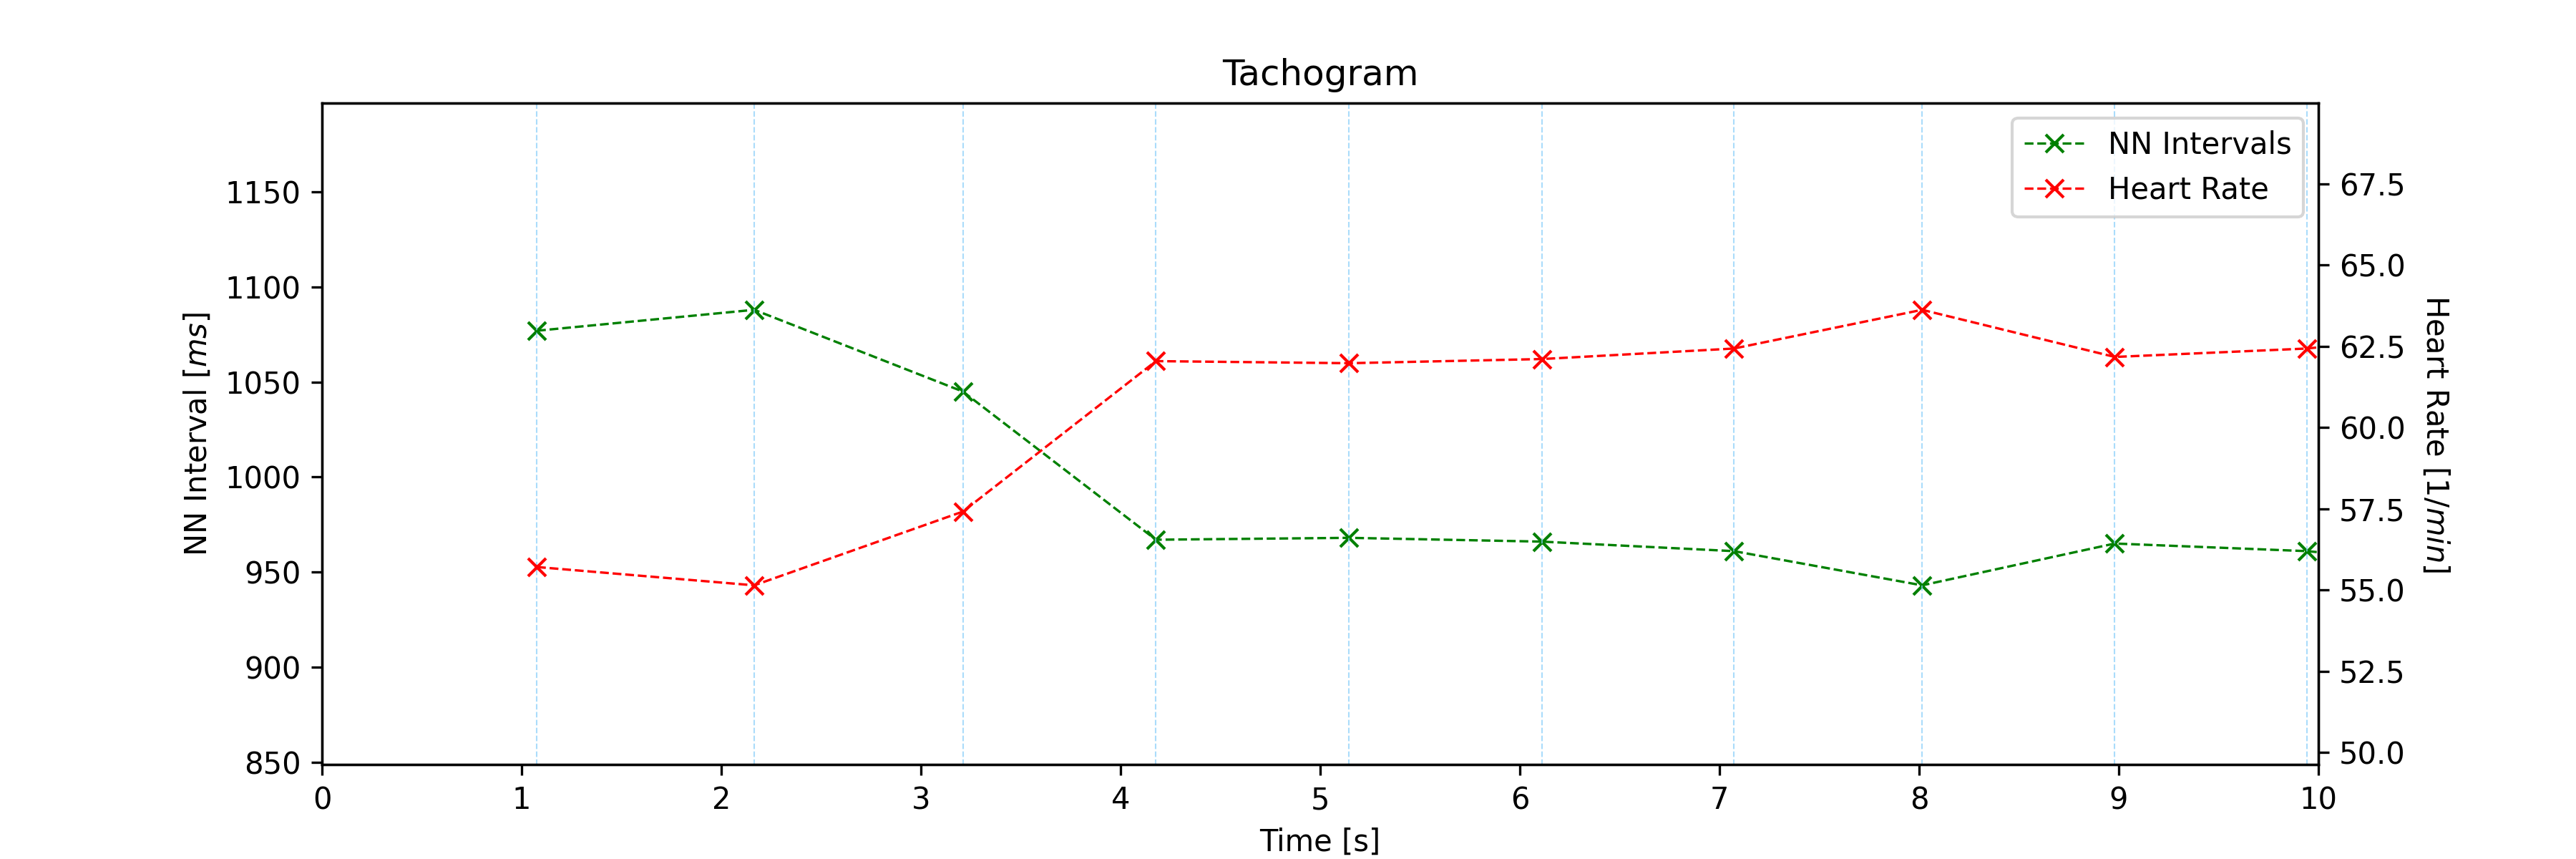 Tachogram
NN Intervals
Heart Rate
1150
1100
1050
1000
950
900
850
NN Interval [ms]
67.5
65.0
62.5
60.0
57.5
55.0
52.5
50.0
Heart Rate [1/min]
0 1 2 3 4 5 6 7 8 9 10
Time [s]